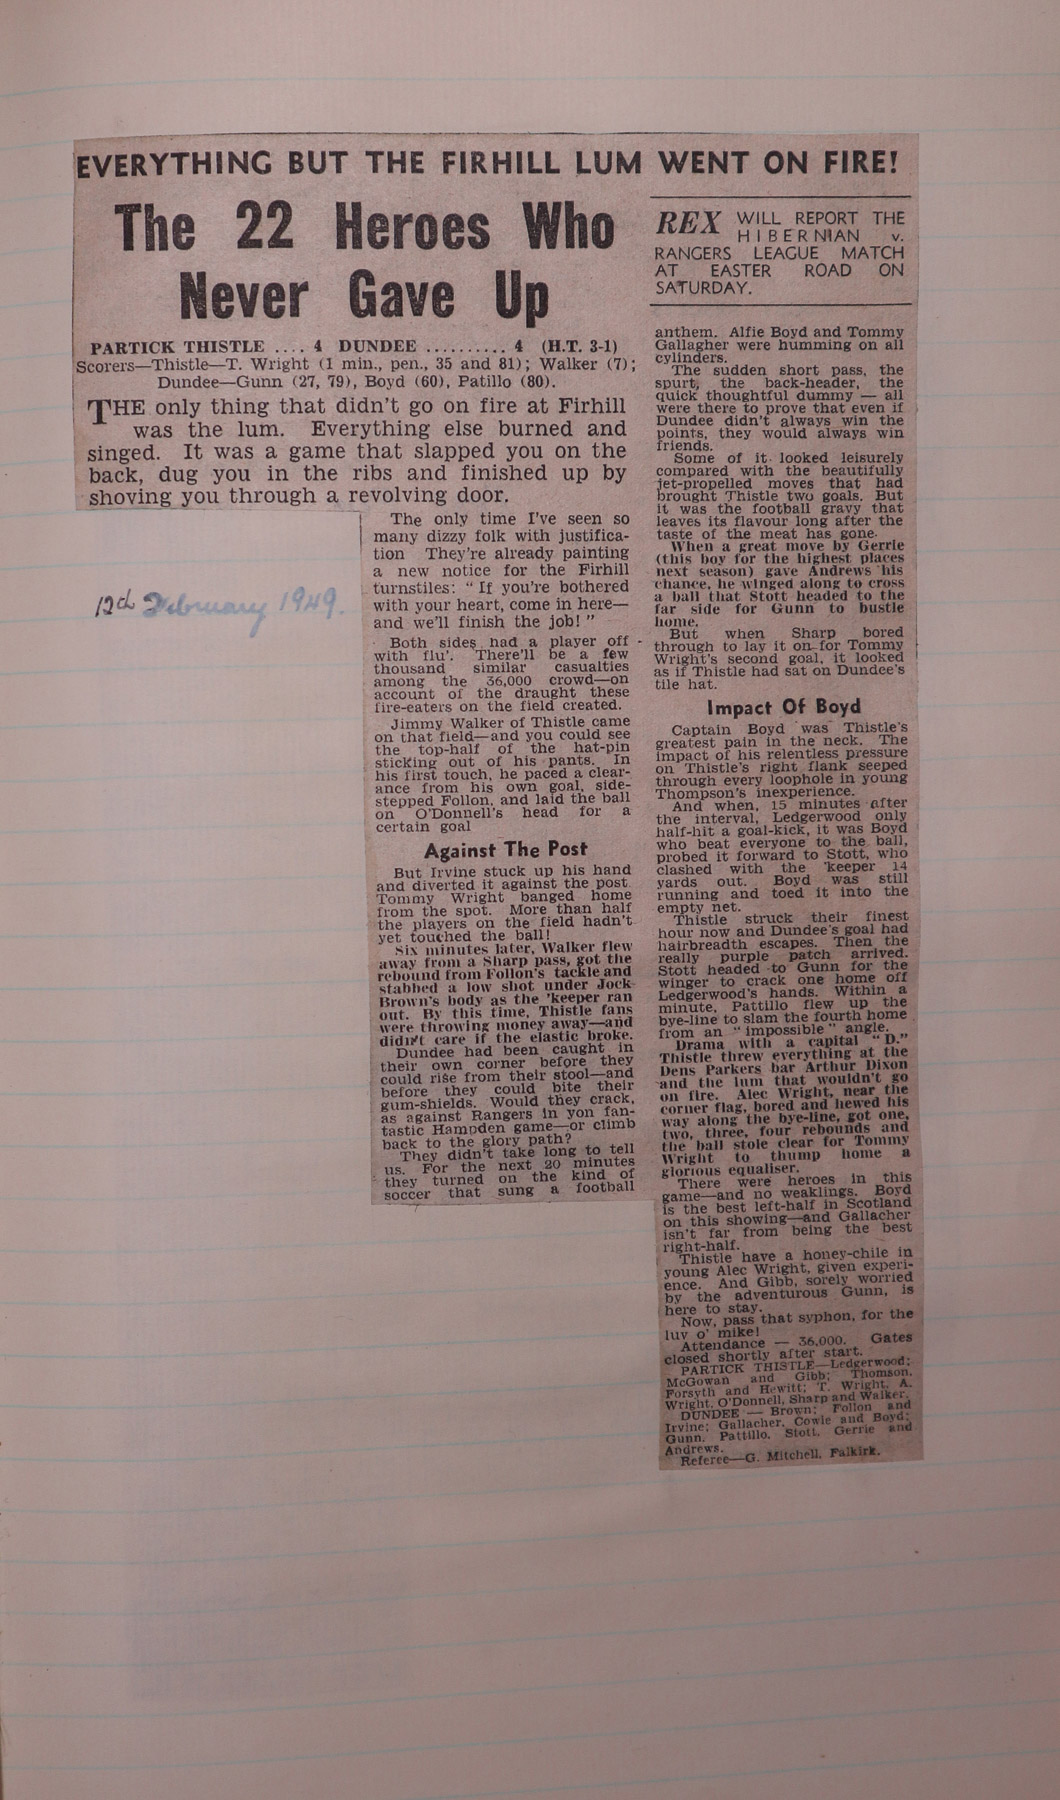 EVERYTHING BUT THE FIRHILL LUM WENT ON FIRE!
The 22 Heroes Who
Never Gave Up
PARTICK THISTLE .... 4 DUNDEE .......... 4 (H.T. 3-1)
Scorers—Thistle—T. Wright (1 min., pen., 35 and 81); Walker (7);
Dundee—Gunn (27, 79), Boyd (60), Patillo (80).
THE only thing that didn't go on fire at Firhill
was the lum. Everything else burned and
singed. It was a game that slapped you on the
back, dug you in the ribs and finished up by
shoving you through a revolving door.
12th February 1949.
The only time I've seen so
many dizzy folk with justifica-
tion They're already painting
a new notice for the Firhill
turnstiles: "If you're bothered
with your heart, come in here—
and we'll finish the job!"
Both sides had a player off
with flu'. There'll be a few
thousand similar casualties
among the 36,000 crowd—on
account of the draught these
fire-eaters on the field created.
Jimmy Walker of Thistle came
on that field—and you could see
the top-half of the hat-pin
sticking out of his pants. In
his first touch, he paced a clear-
ance from his own goal, side-
stepped Follon, and laid the ball
on O'Donnell's head for a
certain goal
Against The Post
But Irvine stuck up his hand
and diverted it against the post
Tommy Wright banged home
from the spot. More than half
the players on the field hadn't
yet touched the ball!
Six minutes later, Walker flew
away from a Sharp pass, got the
rebound from Follon's tackle and
stabbed a low shot under Jock
Brown's body as the 'keeper ran
out. By this time, Thistle fans
were throwing money away—and
didn't care if the elastic broke.
Dundee had been caught in
their own corner before they
could rise from their stool—and
before they could bite their
gum-shields. Would they crack,
as against Rangers in yon fan-
tastic Hampden game—or climb
back to the glory path?
They didn't take long to tell
us. For the next 20 minutes
they turned on the kind of
soccer that sung a football
REX WILL REPORT THE
HIBERNIAN v.
RANGERS LEAGUE MATCH
AT EASTER ROAD ON
SATURDAY.
anthem. Alfie Boyd and Tommy
Gallagher were humming on all
cylinders.
The sudden short pass, the
spurt, the back-header, the
quick thoughtful dummy — all
were there to prove that even if
Dundee didn't always win the
points, they would always win
friends.
Some of it looked leisurely
compared with the beautifully
jet-propelled moves that had
brought Thistle two goals. But
it was the football gravy that
leaves its flavour long after the
taste of the meat has gone.
When a great move by Gerrie
(this boy for the highest places
next season) gave Andrews his
chance, he winged along to cross
a ball that Stott headed to the
far side for Gunn to bustle
home.
But when Sharp bored
through to lay it on for Tommy
Wright's second goal, it looked
as if Thistle had sat on Dundee's
tile hat.
Impact Of Boyd
Captain Boyd was Thistle's
greatest pain in the neck. The
impact of his relentless pressure
on Thistle's right flank seeped
through every loophole in young
Thompson's inexperience.
And when, 15 minutes after
the interval, Ledgerwood only
half-hit a goal-kick, it was Boyd
who beat everyone to the ball,
probed it forward to Stott, who
clashed with the 'keeper 14
yards out. Boyd was still
running and toed it into the
empty net.
Thistle struck their finest
hour now and Dundee's goal had
hairbreadth escapes. Then the
really purple patch arrived.
Stott headed to Gunn for the
winger to crack one home off
Ledgerwood's hands. Within a
minute, Pattillo flew up the
bye-line to slam the fourth home
from an "impossible" angle.
Drama with a capital "D."
Thistle threw everything at the
Dens Parkers bar Arthur Dixon
and the lum that wouldn't go
on fire. Alec Wright, near the
corner flag, bored and hewed his
way along the bye-line, got one,
two, three, four rebounds and
the ball stole clear for Tommy
Wright to thump home a
glorious equaliser.
There were heroes in this
game—and no weaklings. Boyd
is the best left-half in Scotland
on this showing—and Gallacher
isn't far from being the best
right-half.
Thistle have a honey-chile in
young Alec Wright, given experi-
ence. And Gibb, sorely worried
by the adventurous Gunn, is
here to stay.
Now, pass that syphon, for the
luv o' mike!
Attendance — 36,000. Gates
closed shortly after start.
PARTICK THISTLE—Ledgerwood;
McGowan and Gibb; Thomson,
Forsyth and Hewitt; T. Wright, A.
Wright, O'Donnell, Sharp and Walker.
DUNDEE — Brown; Follon and
Irvine; Gallacher, Cowie and Boyd;
Gunn, Pattillo, Stott, Gerrie and
Andrews.
Referee—G. Mitchell, Falkirk.